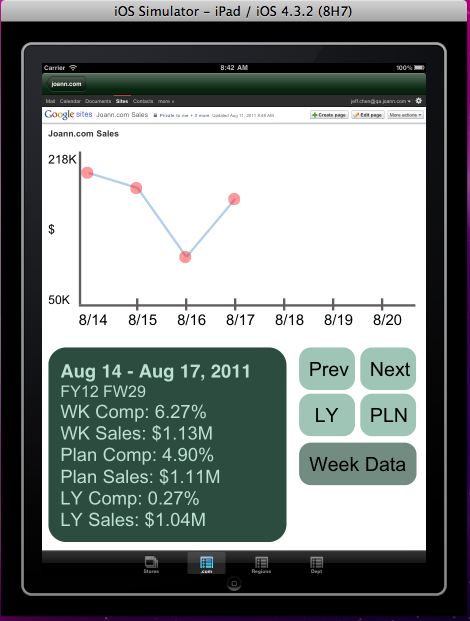 iOS Simulator – iPad / iOS 4.3.2 (8H7)
Carrier 8:42 AM 100%
joann.com
Mail Calendar Documents Sites Contacts more » jeff.chen@qa.joann.com
Google sites Joann.com Sales Private to me + 3 more Updated Aug 11, 2011 8:49 AM Create page Edit page More actions
Joann.com Sales
218K
$
50K
8/14 8/15 8/16 8/17 8/18 8/19 8/20
Aug 14 - Aug 17, 2011
FY12 FW29
WK Comp: 6.27%
WK Sales: $1.13M
Plan Comp: 4.90%
Plan Sales: $1.11M
LY Comp: 0.27%
LY Sales: $1.04M
Prev Next
LY PLN
Week Data
Stores .com Regions Dept